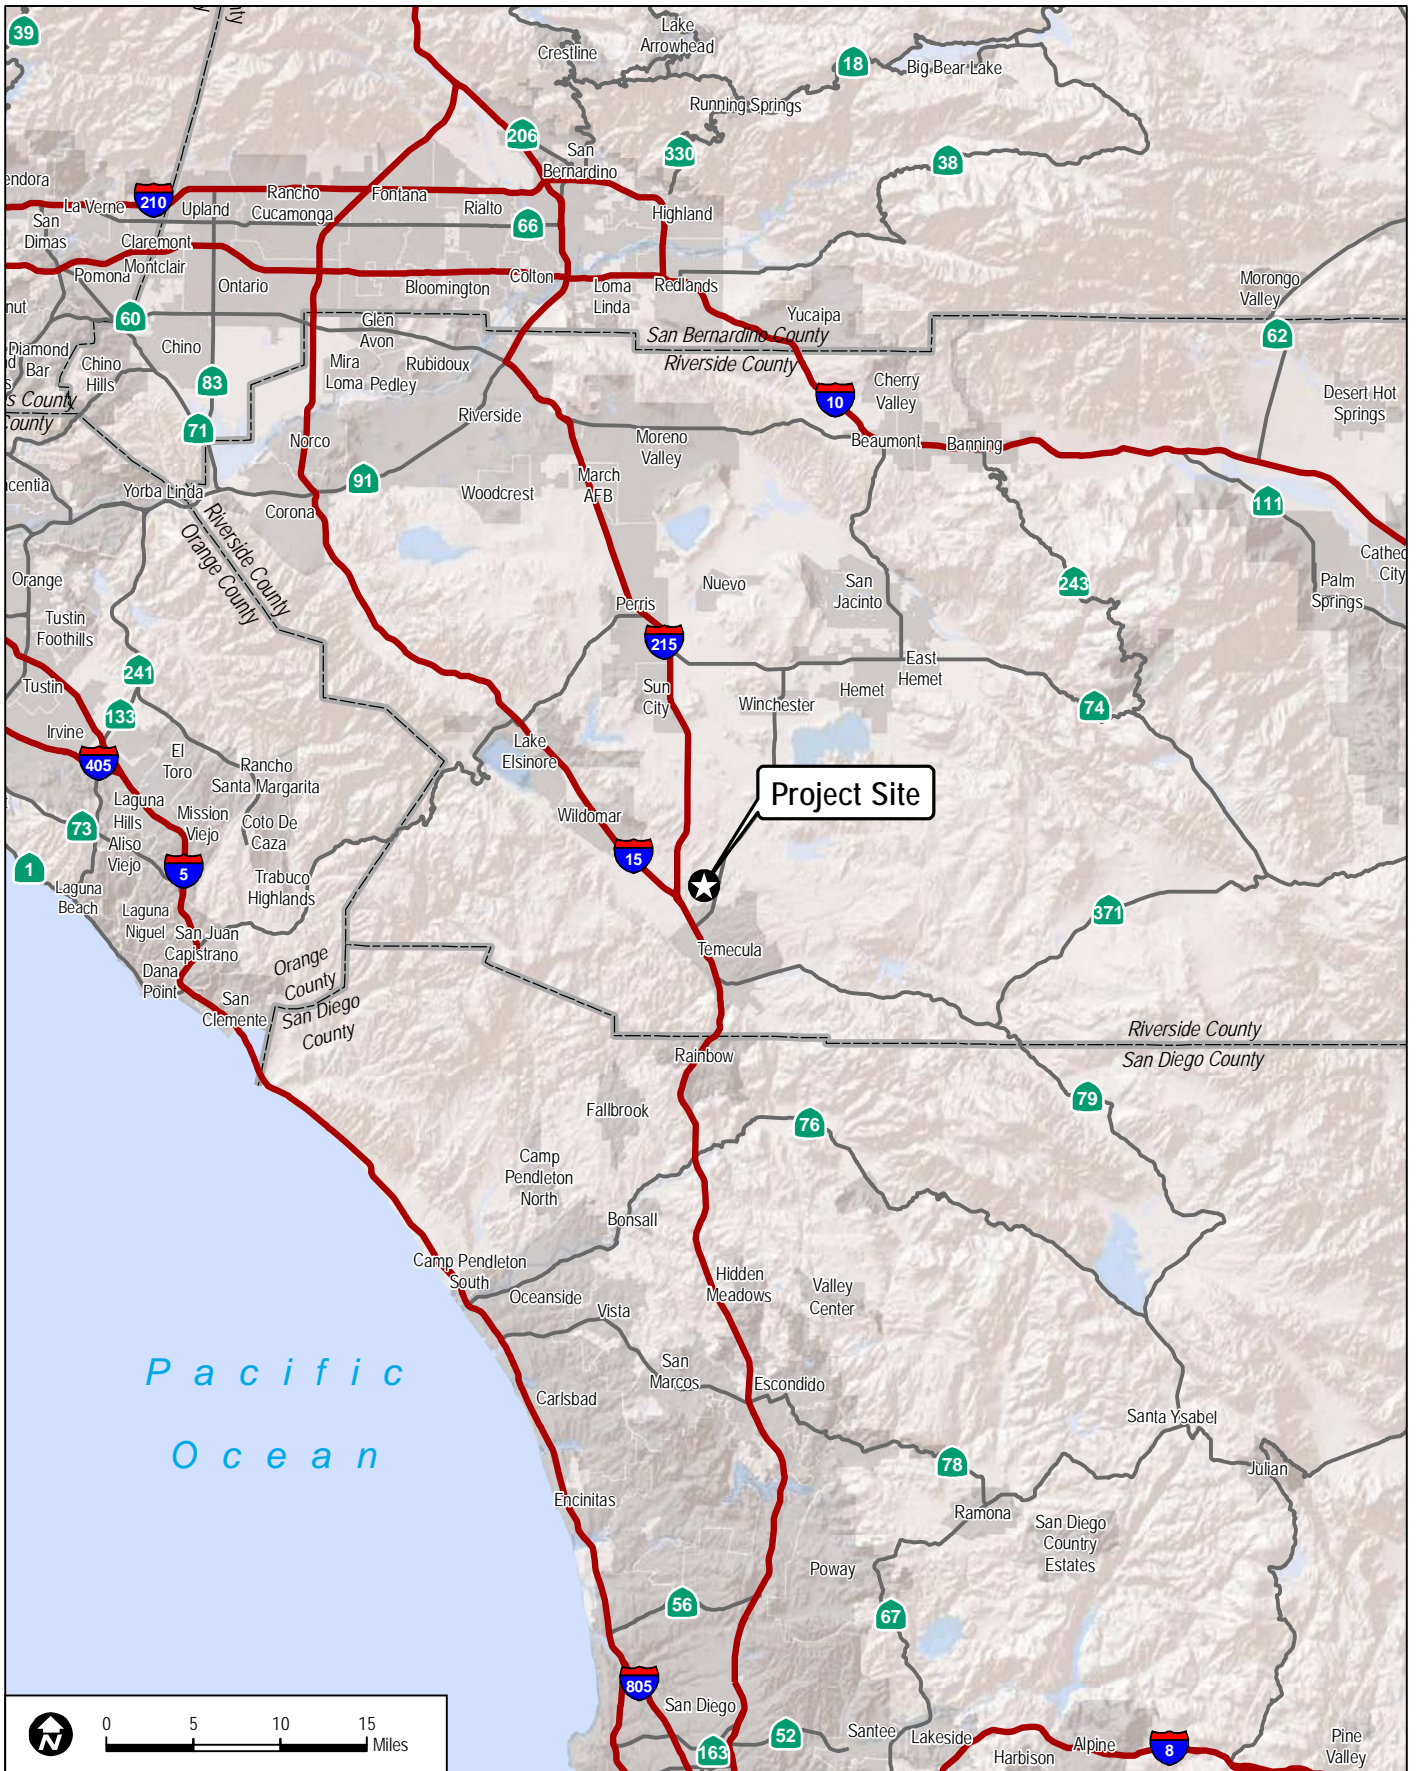 39
Crestline
Lake
Arrowhead
18
Big Bear Lake
Running Springs
206
330
San
Bernardino
38
endora
La Verne
210
Upland
Rancho
Cucamonga
Fontana
Rialto
66
Highland
San
Dimas
Claremont
Montclair
Pomona
Ontario
Bloomington
Colton
Loma
Linda
Redlands
Yucaipa
Morongo
Valley
nut
60
Chino
Glen
Avon
San Bernardino County
Riverside County
62
Diamond
Bar
Chino
Hills
83
Mira
Loma
Pedley
Rubidoux
10
Cherry
Valley
Desert Hot
Springs
s County
County
71
Norco
Riverside
Moreno
Valley
Beaumont
Banning
centia
Yorba Linda
91
Corona
Woodcrest
March
AFB
111
Riverside County
Orange County
Cathed
City
Orange
Tustin
Foothills
Perris
Nuevo
San
Jacinto
243
Palm
Springs
215
241
Tustin
133
Sun
City
Winchester
Hemet
East
Hemet
74
Irvine
405
El
Toro
Rancho
Santa Margarita
Lake
Elsinore
Project Site
Laguna
Hills
Mission
Viejo
Coto De
Caza
73
Aliso
Viejo
Wildomar
15
1
5
Trabuco
Highlands
Laguna
Beach
Laguna
Niguel
San Juan
Capistrano
371
Temecula
Dana
Point
San
Clemente
Orange
County
San Diego
County
Riverside County
San Diego County
Rainbow
Fallbrook
76
79
Camp
Pendleton
North
Bonsall
Camp Pendleton
South
Oceanside
Vista
Hidden
Meadows
Valley
Center
Pacific
Ocean
San
Marcos
Escondido
Carlsbad
Santa Ysabel
78
Julian
Encinitas
Ramona
San Diego
Country
Estates
Poway
56
67
805
San Diego
163
52
Santee
Lakeside
Harbison
Alpine
8
Pine
Valley
N
0
5
10
15
Miles